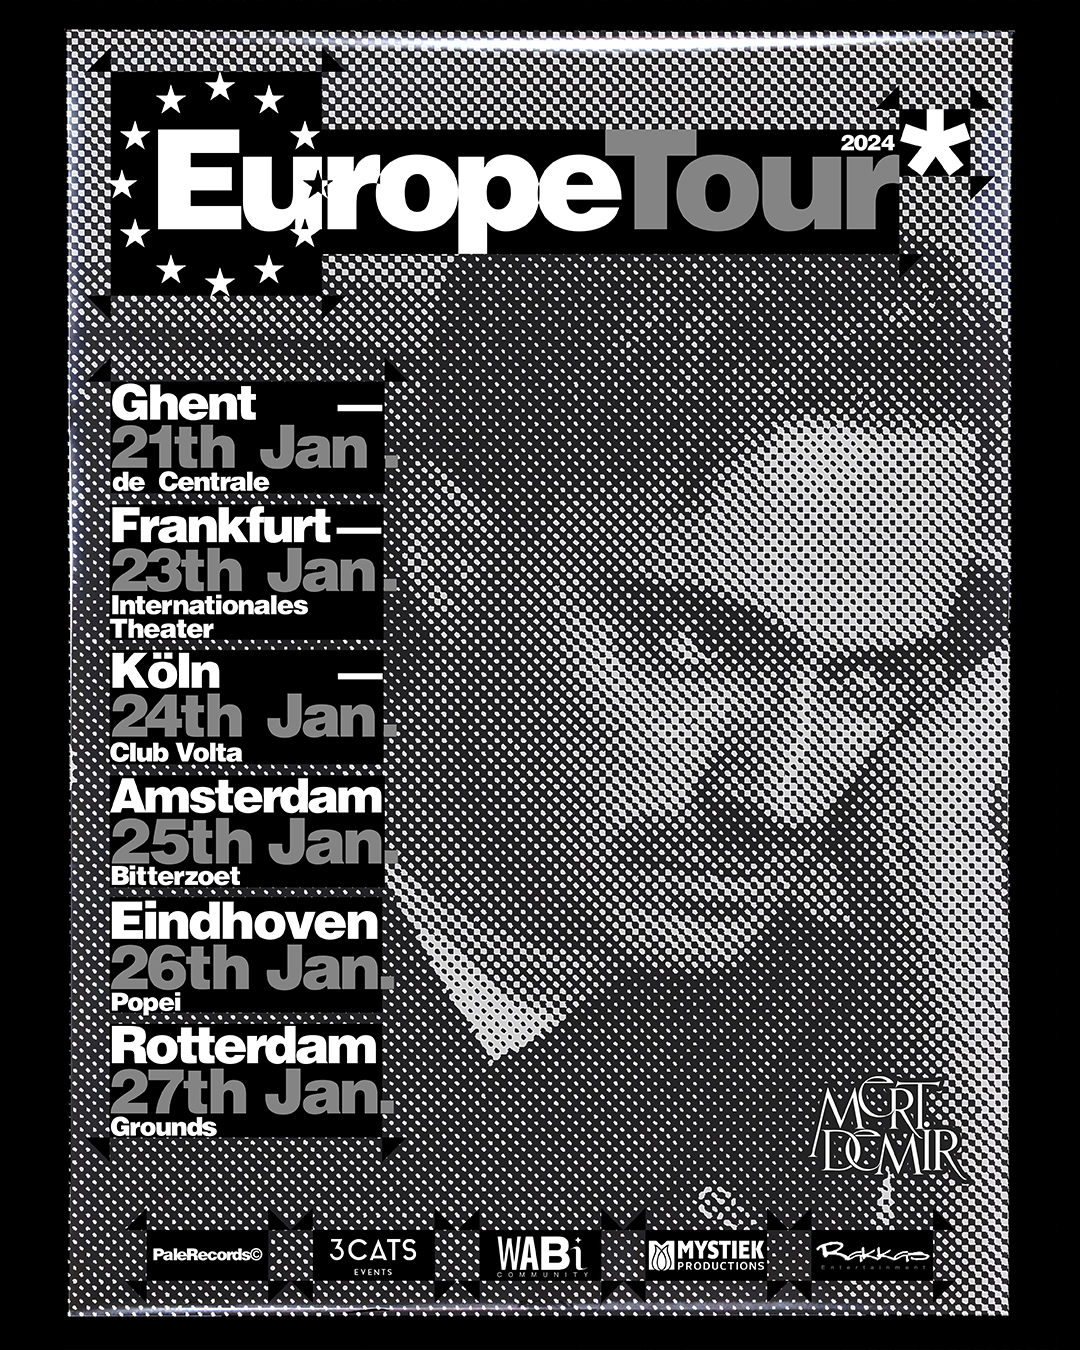 2024
EuropeTour*
Ghent —
21th Jan.
de Centrale
Frankfurt —
23th Jan.
Internationales
Theater
Köln —
24th Jan.
Club Volta
Amsterdam
25th Jan.
Bitterzoet
Eindhoven
26th Jan.
Popei
Rotterdam
27th Jan.
Grounds
MERT
DEMİR
PaleRecords©
3CATS
EVENTS
WABi
COMMUNITY
MYSTIEK
PRODUCTIONS
Rakkas
Entertainment